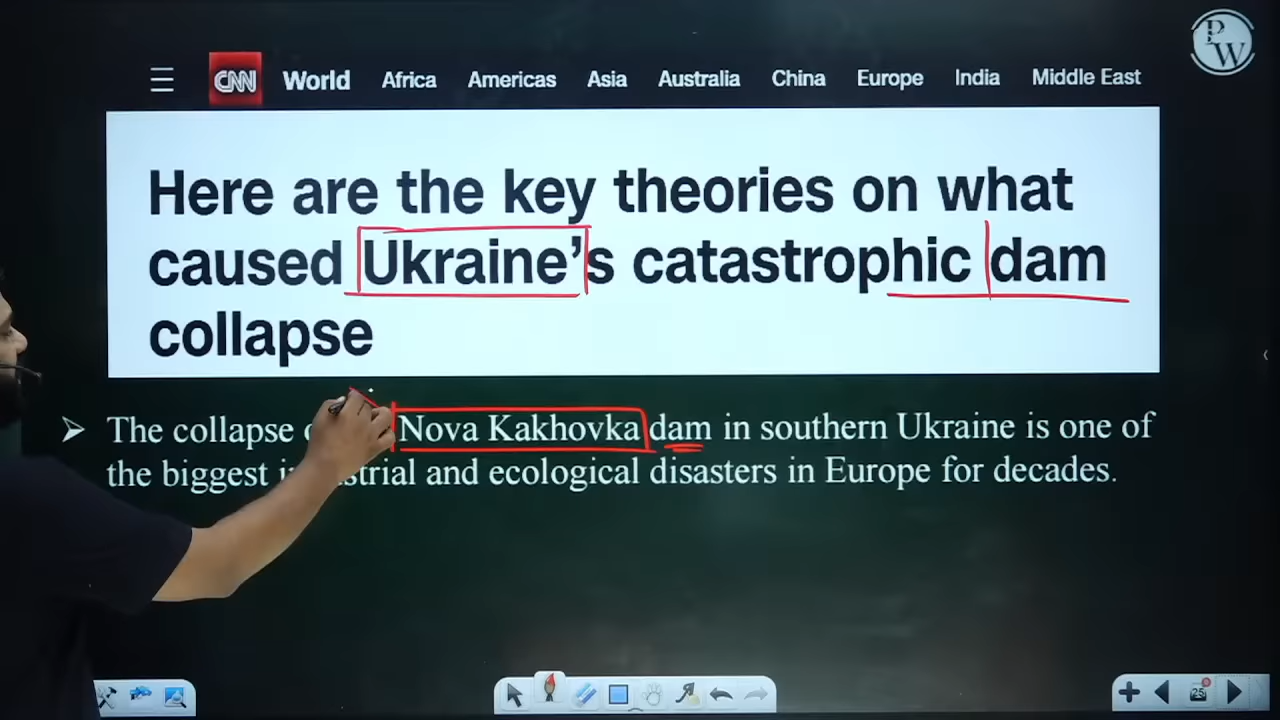 P
W
CNN World Africa Americas Asia Australia China Europe India Middle East
Here are the key theories on what
caused Ukraine's catastrophic dam
collapse
The collapse Nova Kakhovka dam in southern Ukraine is one of
the biggest and ecological disasters in Europe for decades.
25